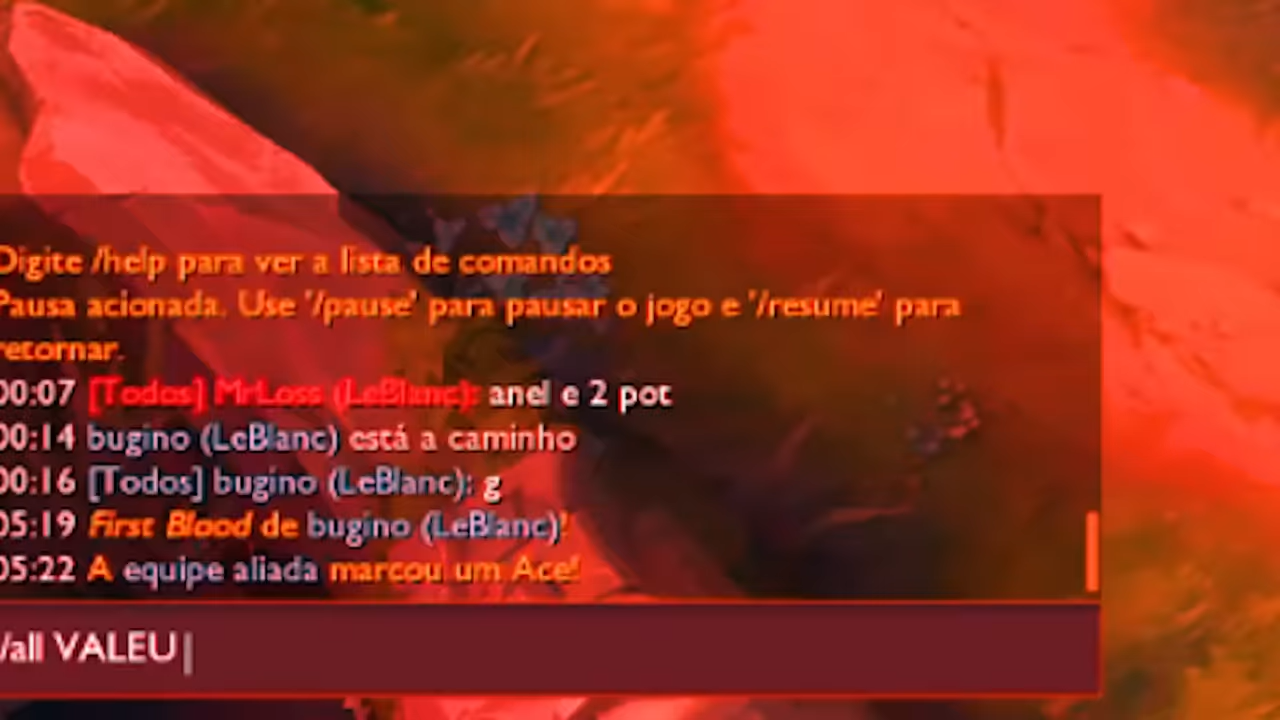 Digite /help para ver a lista de comandos
Pausa acionada. Use '/pause' para pausar o jogo e '/resume' para
retornar.
00:07 [Todos] MrLoss (LeBlanc): anel e 2 pot
00:14 bugino (LeBlanc) está a caminho
00:16 [Todos] bugino (LeBlanc): g
05:19 First Blood de bugino (LeBlanc)!
05:22 A equipe aliada marcou um Ace!
/all VALEU